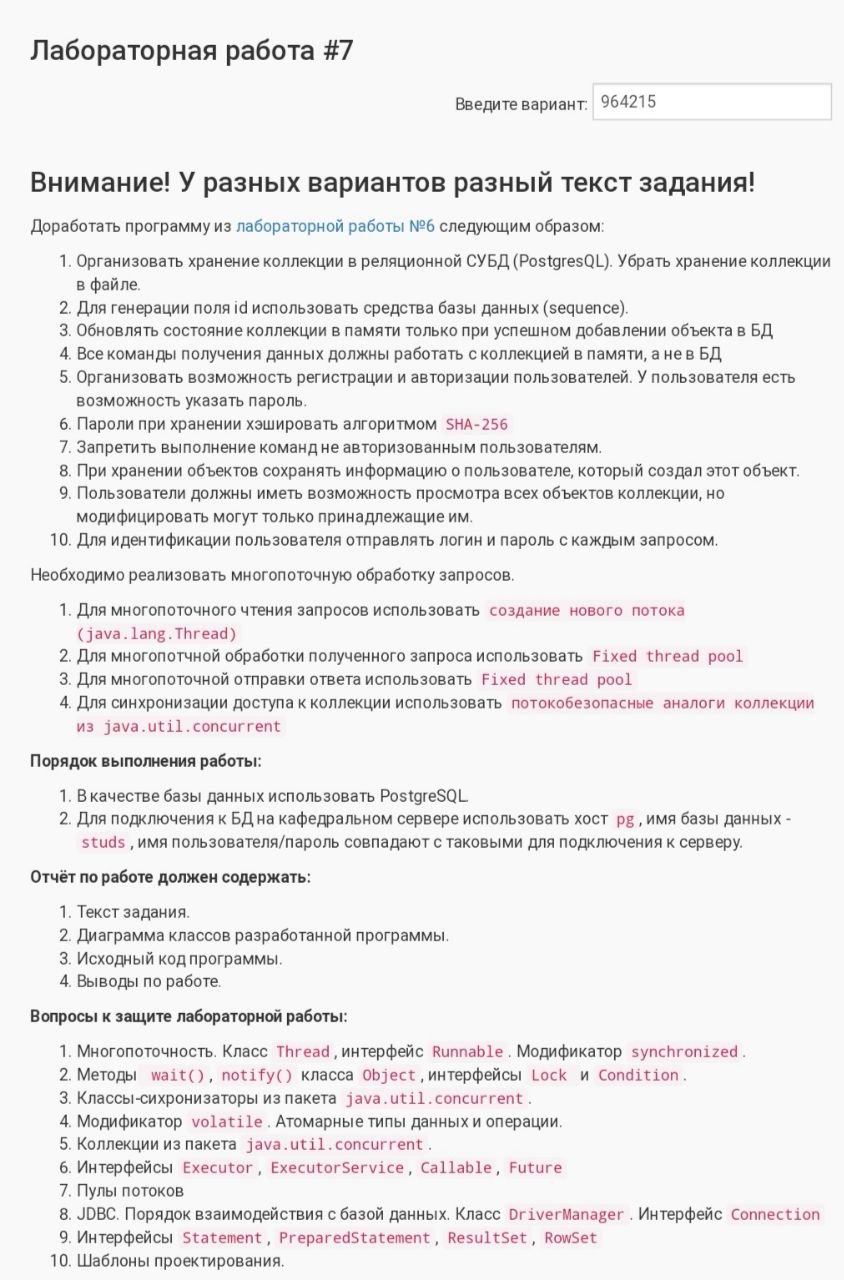 Лабораторная работа #7
Введите вариант: 964215
Внимание! У разных вариантов разный текст задания!
Доработать программу из лабораторной работы №6 следующим образом:
1. Организовать хранение коллекции в реляционной СУБД (PostgresQL). Убрать хранение коллекции
в файле.
2. Для генерации поля id использовать средства базы данных (sequence).
3. Обновлять состояние коллекции в памяти только при успешном добавлении объекта в БД
4. Все команды получения данных должны работать с коллекцией в памяти, а не в БД
5. Организовать возможность регистрации и авторизации пользователей. У пользователя есть
возможность указать пароль.
6. Пароли при хранении хэшировать алгоритмом SHA-256
7. Запретить выполнение команд не авторизованным пользователям.
8. При хранении объектов сохранять информацию о пользователе, который создал этот объект.
9. Пользователи должны иметь возможность просмотра всех объектов коллекции, но
модифицировать могут только принадлежащие им.
10. Для идентификации пользователя отправлять логин и пароль с каждым запросом.
Необходимо реализовать многопоточную обработку запросов.
1. Для многопоточного чтения запросов использовать создание нового потока
(java.lang.Thread)
2. Для многопотчной обработки полученного запроса использовать Fixed thread pool
3. Для многопоточной отправки ответа использовать Fixed thread pool
4. Для синхронизации доступа к коллекции использовать потокобезопасные аналоги коллекции
из java.util.concurrent
Порядок выполнения работы:
1. В качестве базы данных использовать PostgreSQL.
2. Для подключения к БД на кафедральном сервере использовать хост pg, имя базы данных -
studs, имя пользователя/пароль совпадают с таковыми для подключения к серверу.
Отчёт по работе должен содержать:
1. Текст задания.
2. Диаграмма классов разработанной программы.
3. Исходный код программы.
4. Выводы по работе.
Вопросы к защите лабораторной работы:
1. Многопоточность. Класс Thread, интерфейс Runnable. Модификатор synchronized.
2. Методы wait(), notify() класса Object, интерфейсы Lock и Condition.
3. Классы-сихронизаторы из пакета java.util.concurrent.
4. Модификатор volatile. Атомарные типы данных и операции.
5. Коллекции из пакета java.util.concurrent.
6. Интерфейсы Executor, ExecutorService, Callable, Future
7. Пулы потоков
8. JDBC. Порядок взаимодействия с базой данных. Класс DriverManager. Интерфейс Connection
9. Интерфейсы Statement, PreparedStatement, ResultSet, RowSet
10. Шаблоны проектирования.